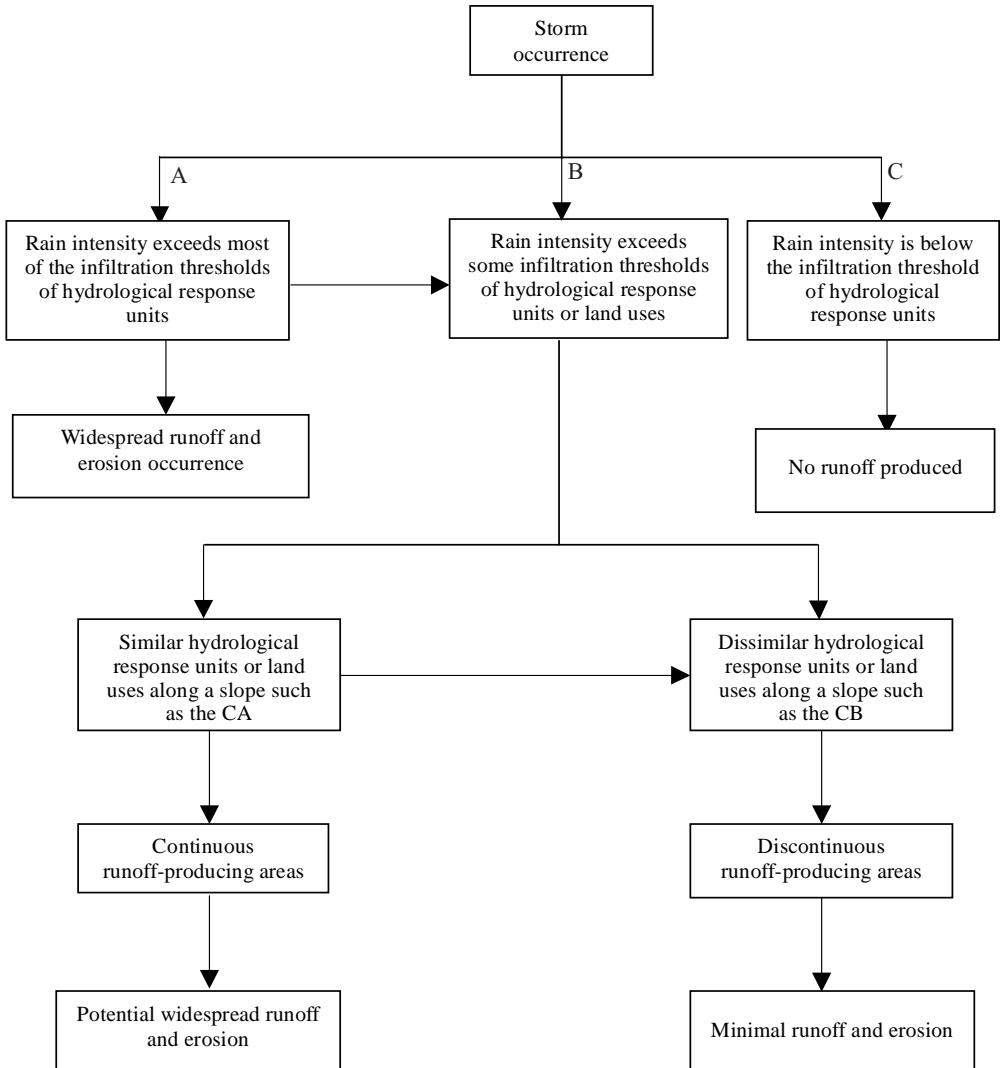 Storm
occurrence
A
B
C
Rain intensity exceeds most
of the infiltration thresholds
of hydrological response
units
Rain intensity exceeds
some infiltration thresholds
of hydrological response
units or land uses
Rain intensity is below
the infiltration threshold
of hydrological
response units
Widespread runoff and
erosion occurrence
No runoff produced
Similar hydrological
response units or land
uses along a slope such
as the CA
Dissimilar hydrological
response units or land
uses along a slope such
as the CB
Continuous
runoff-producing areas
Discontinuous
runoff-producing areas
Potential widespread runoff
and erosion
Minimal runoff and erosion